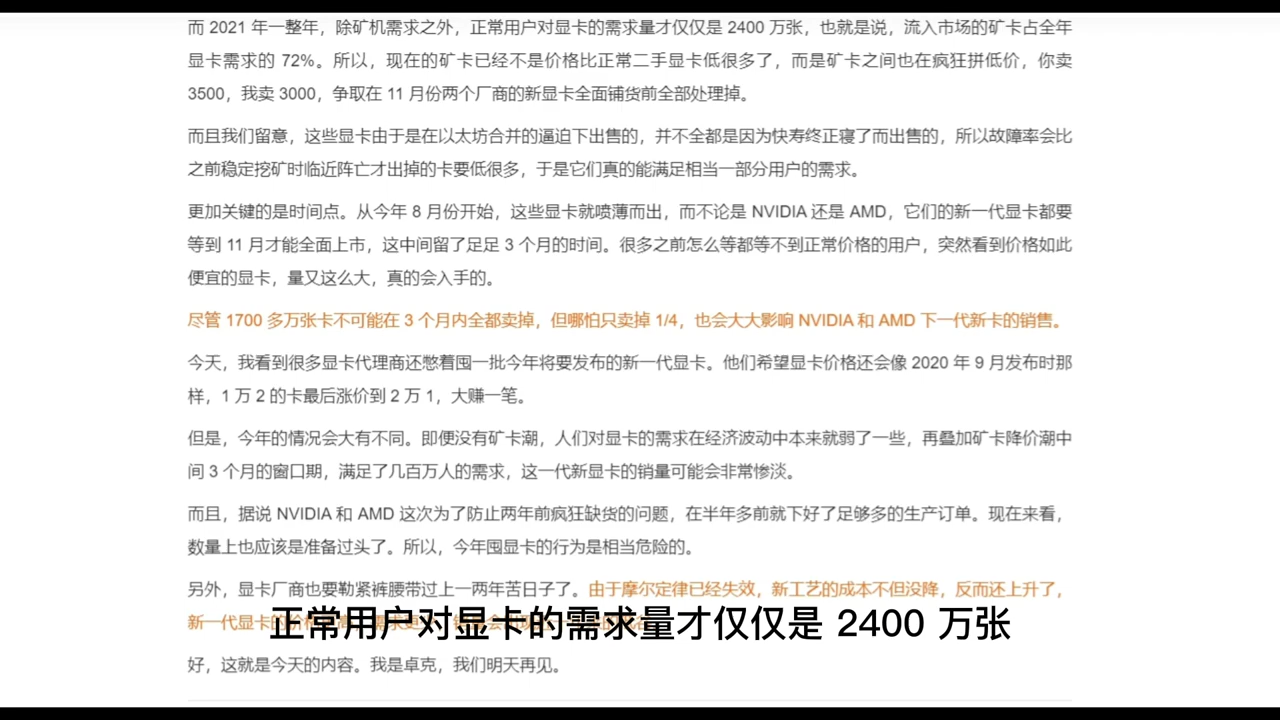 而 2021 年一整年，除矿机需求之外，正常用户对显卡的需求量才仅仅是 2400 万张，也就是说，流入市场的矿卡占全年
显卡需求的 72%。所以，现在的矿卡已经不是价格比正常二手显卡低很多了，而是矿卡之间也在疯狂拼低价，你卖
3500，我卖 3000，争取在 11 月份两个厂商的新显卡全面铺货前全部处理掉。
而且我们留意，这些显卡由于是在以太坊合并的逼迫下出售的，并不全都是因为快寿终正寝了而出售的，所以故障率会比
之前稳定挖矿时临近阵亡才出掉的卡要低很多，于是它们真的能满足相当一部分用户的需求。
更加关键的是时间点。从今年 8 月份开始，这些显卡就喷薄而出，而不论是 NVIDIA 还是 AMD，它们的新一代显卡都要
等到 11 月才能全面上市，这中间留了足足 3 个月的时间。很多之前怎么等都等不到正常价格的用户，突然看到价格如此
便宜的显卡，量又这么大，真的会入手的。
尽管 1700 多万张卡不可能在 3 个月内全都卖掉，但哪怕只卖掉 1/4，也会大大影响 NVIDIA 和 AMD 下一代新卡的销售。
今天，我看到很多显卡代理商还憋着囤一批今年将要发布的新一代显卡。他们希望显卡价格还会像 2020 年 9 月发布时那
样，1 万 2 的卡最后涨价到 2 万 1，大赚一笔。
但是，今年的情况会大有不同。即便没有矿卡潮，人们对显卡的需求在经济波动中本来就弱了一些，再叠加矿卡降价潮中
间 3 个月的窗口期，满足了几百万人的需求，这一代新显卡的销量可能会非常惨淡。
而且，据说 NVIDIA 和 AMD 这次为了防止两年前疯狂缺货的问题，在半年多前就下好了足够多的生产订单。现在来看，
数量上也应该是准备过头了。所以，今年囤显卡的行为是相当危险的。
另外，显卡厂商也要勒紧裤腰带过上一两年苦日子了。由于摩尔定律已经失效，新工艺的成本不但没降，反而还上升了，
新一代显卡的
正常用户对显卡的需求量才仅仅是 2400 万张
好，这就是今天的内容。我是卓克，我们明天再见。